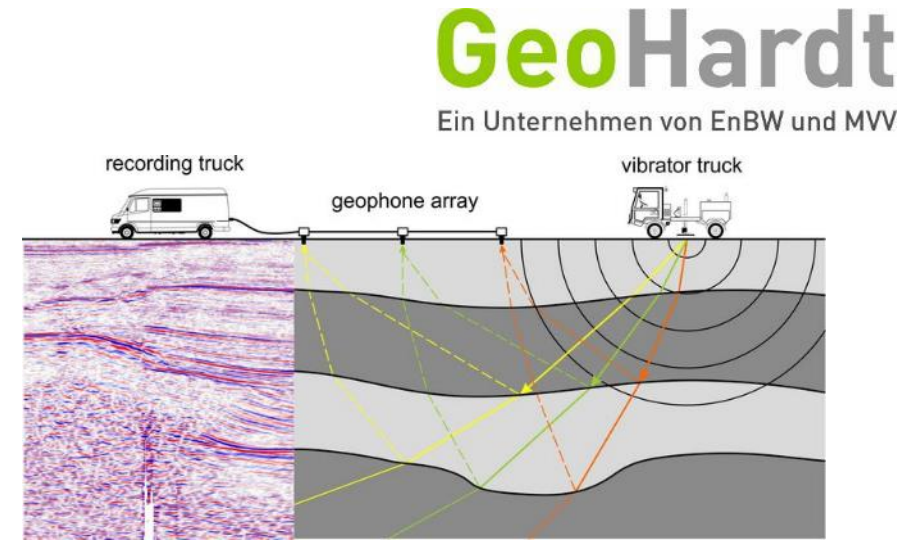 GeoHardt
Ein Unternehmen von EnBW und MVV
recording truck
geophone array
vibrator truck